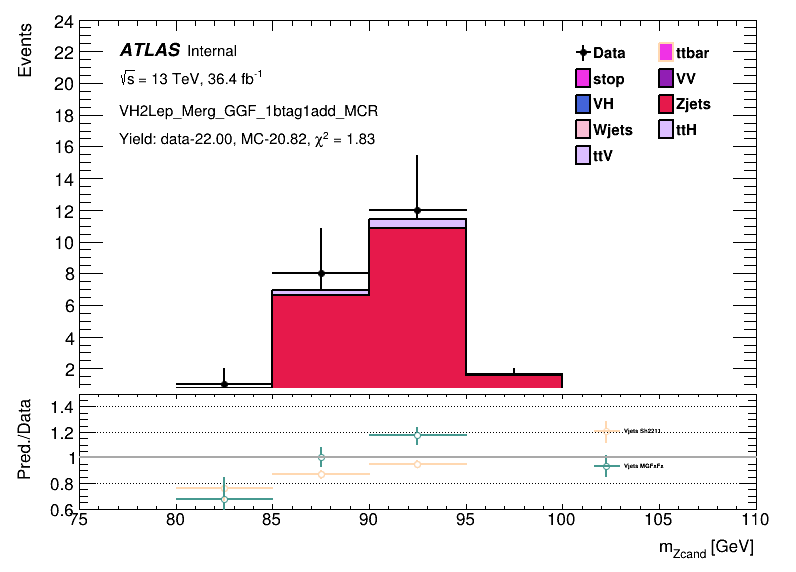 Events
24
22
20
18
16
14
12
10
8
6
4
2
ATLAS Internal
√s = 13 TeV, 36.4 fb⁻¹
VH2Lep_Merg_GGF_1btag1add_MCR
Yield: data-22.00, MC-20.82, χ² = 1.83
Data
ttbar
stop
VV
VH
Zjets
Wjets
ttH
ttV
Pred./Data
1.4
1.2
1
0.8
0.6
Vjets Sh2211
Vjets MGFxFx
75 80 85 90 95 100 105 110
m_Zcand [GeV]